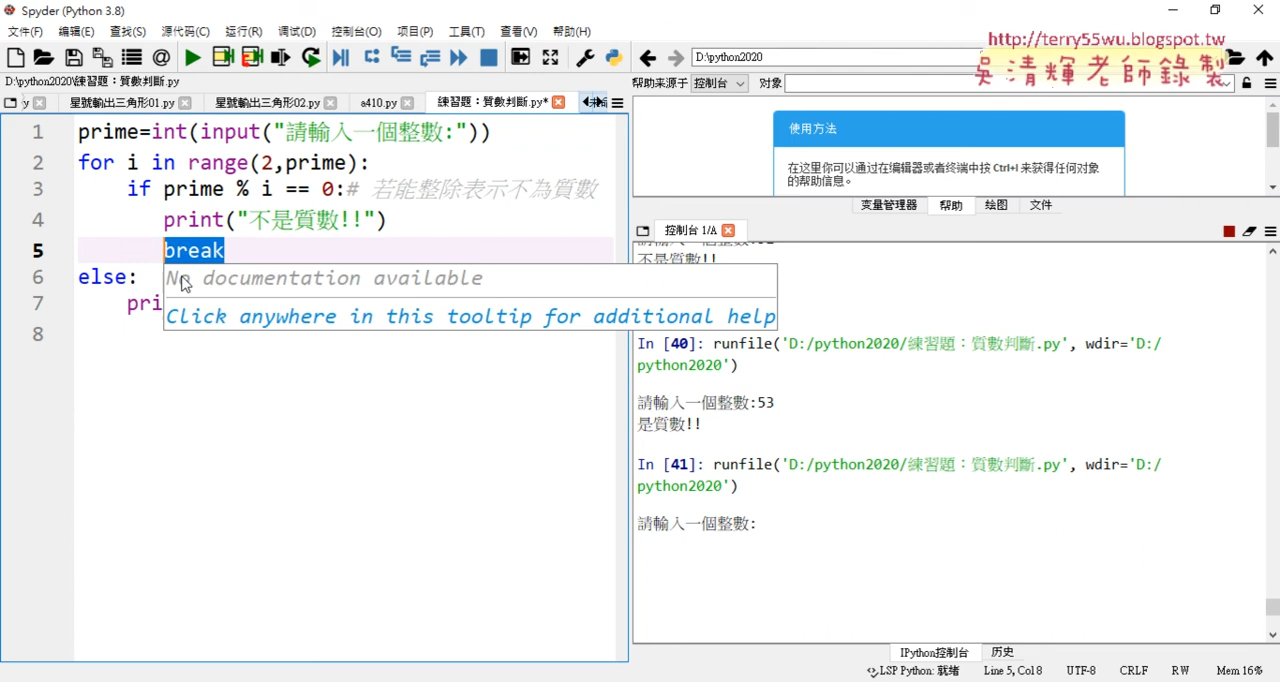 Spyder (Python 3.8)
文件(F) 编辑(E) 查找(S) 源代码(C) 运行(R) 调试(D) 控制台(O) 项目(P) 工具(T) 查看(V) 帮助(H)
http://terry55wu.blogspot.tw
吳清輝老師錄製
D:\python2020
D:\python2020\練習題：質數判斷.py
帮助来源于 控制台 对象
y 星號輸出三角形01.py 星號輸出三角形02.py a410.py 練習題：質數判斷.py*
1 prime=int(input("請輸入一個整數:"))
2 for i in range(2,prime):
3 if prime % i == 0:# 若能整除表示不為質數
4 print("不是質數!!")
5 break
6 else:
7 pri
8
No documentation available
Click anywhere in this tooltip for additional help
使用方法
在这里你可以通过在编辑器或者终端中按 Ctrl+I 来获得任何对象
的帮助信息。
变量管理器 帮助 绘图 文件
控制台 1/A
不是質數!!
In [40]: runfile('D:/python2020/練習題：質數判斷.py', wdir='D:/
python2020')
請輸入一個整數:53
是質數!!
In [41]: runfile('D:/python2020/練習題：質數判斷.py', wdir='D:/
python2020')
請輸入一個整數:
IPython控制台 历史
LSP Python: 就绪 Line 5, Col 8 UTF-8 CRLF RW Mem 16%